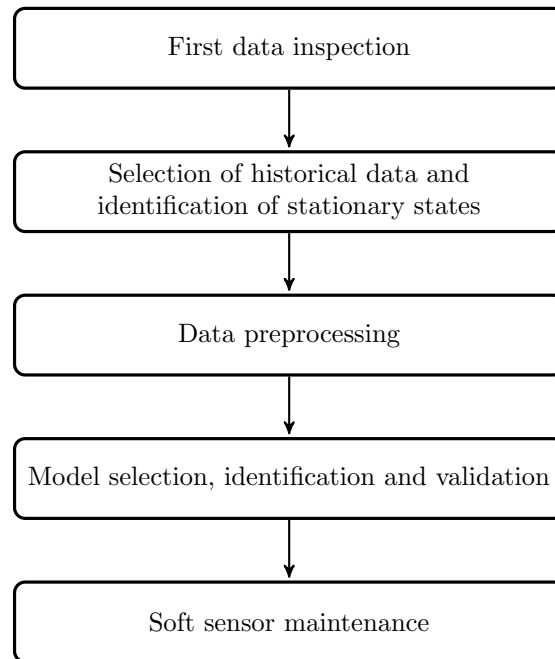 First data inspection
Selection of historical data and
identification of stationary states
Data preprocessing
Model selection, identification and validation
Soft sensor maintenance